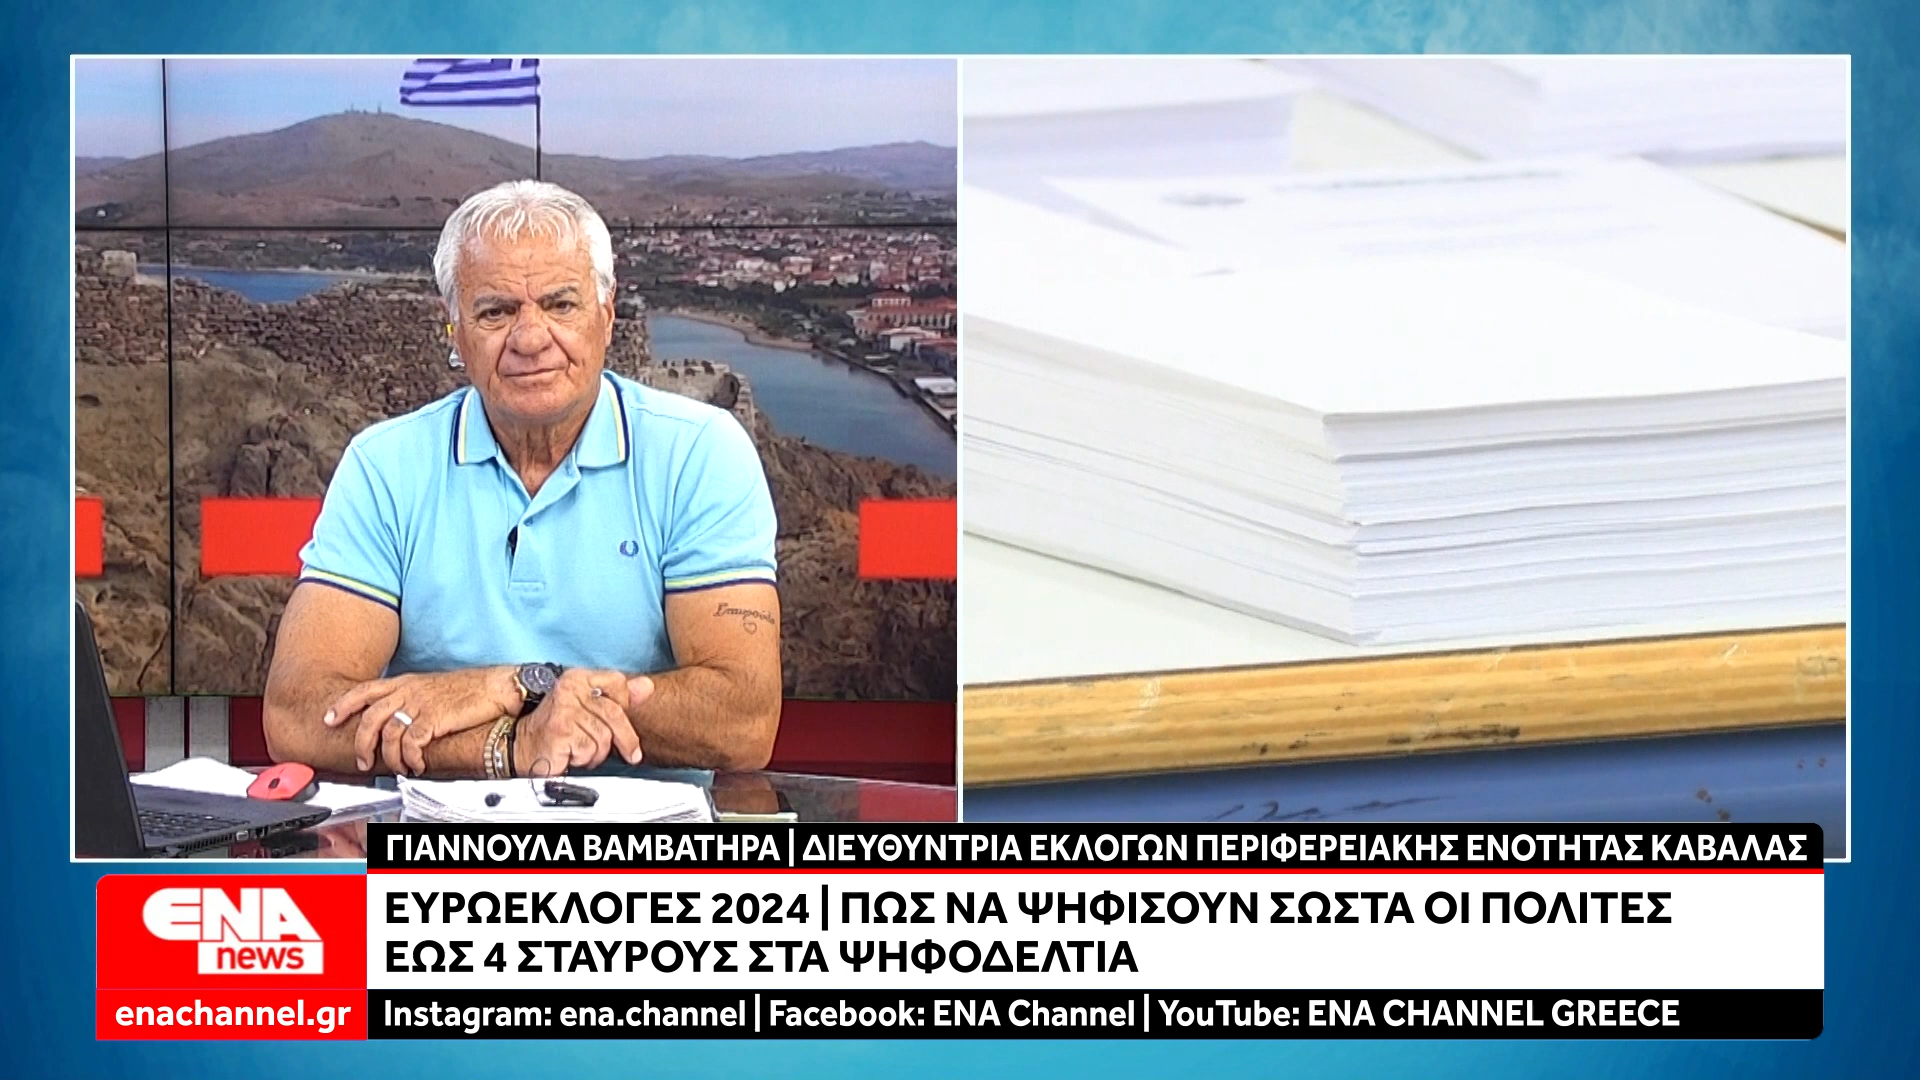 Σταυρούλα
ΓΙΑΝΝΟΥΛΑ ΒΑΜΒΑΤΗΡΑ | ΔΙΕΥΘΥΝΤΡΙΑ ΕΚΛΟΓΩΝ ΠΕΡΙΦΕΡΕΙΑΚΗΣ ΕΝΟΤΗΤΑΣ ΚΑΒΑΛΑΣ
ENA
news
ΕΥΡΩΕΚΛΟΓΕΣ 2024 | ΠΩΣ ΝΑ ΨΗΦΙΣΟΥΝ ΣΩΣΤΑ ΟΙ ΠΟΛΙΤΕΣ
ΕΩΣ 4 ΣΤΑΥΡΟΥΣ ΣΤΑ ΨΗΦΟΔΕΛΤΙΑ
enachannel.gr
Instagram: ena.channel | Facebook: ENA Channel | YouTube: ENA CHANNEL GREECE